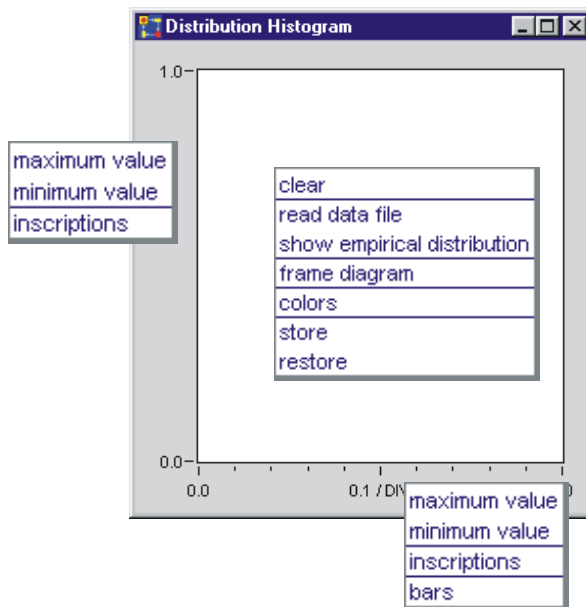 Distribution Histogram
1.0
maximum value
minimum value
inscriptions
clear
read data file
show empirical distribution
frame diagram
colors
store
restore
0.0
0.0 0.1 / DIV
maximum value
minimum value
inscriptions
bars